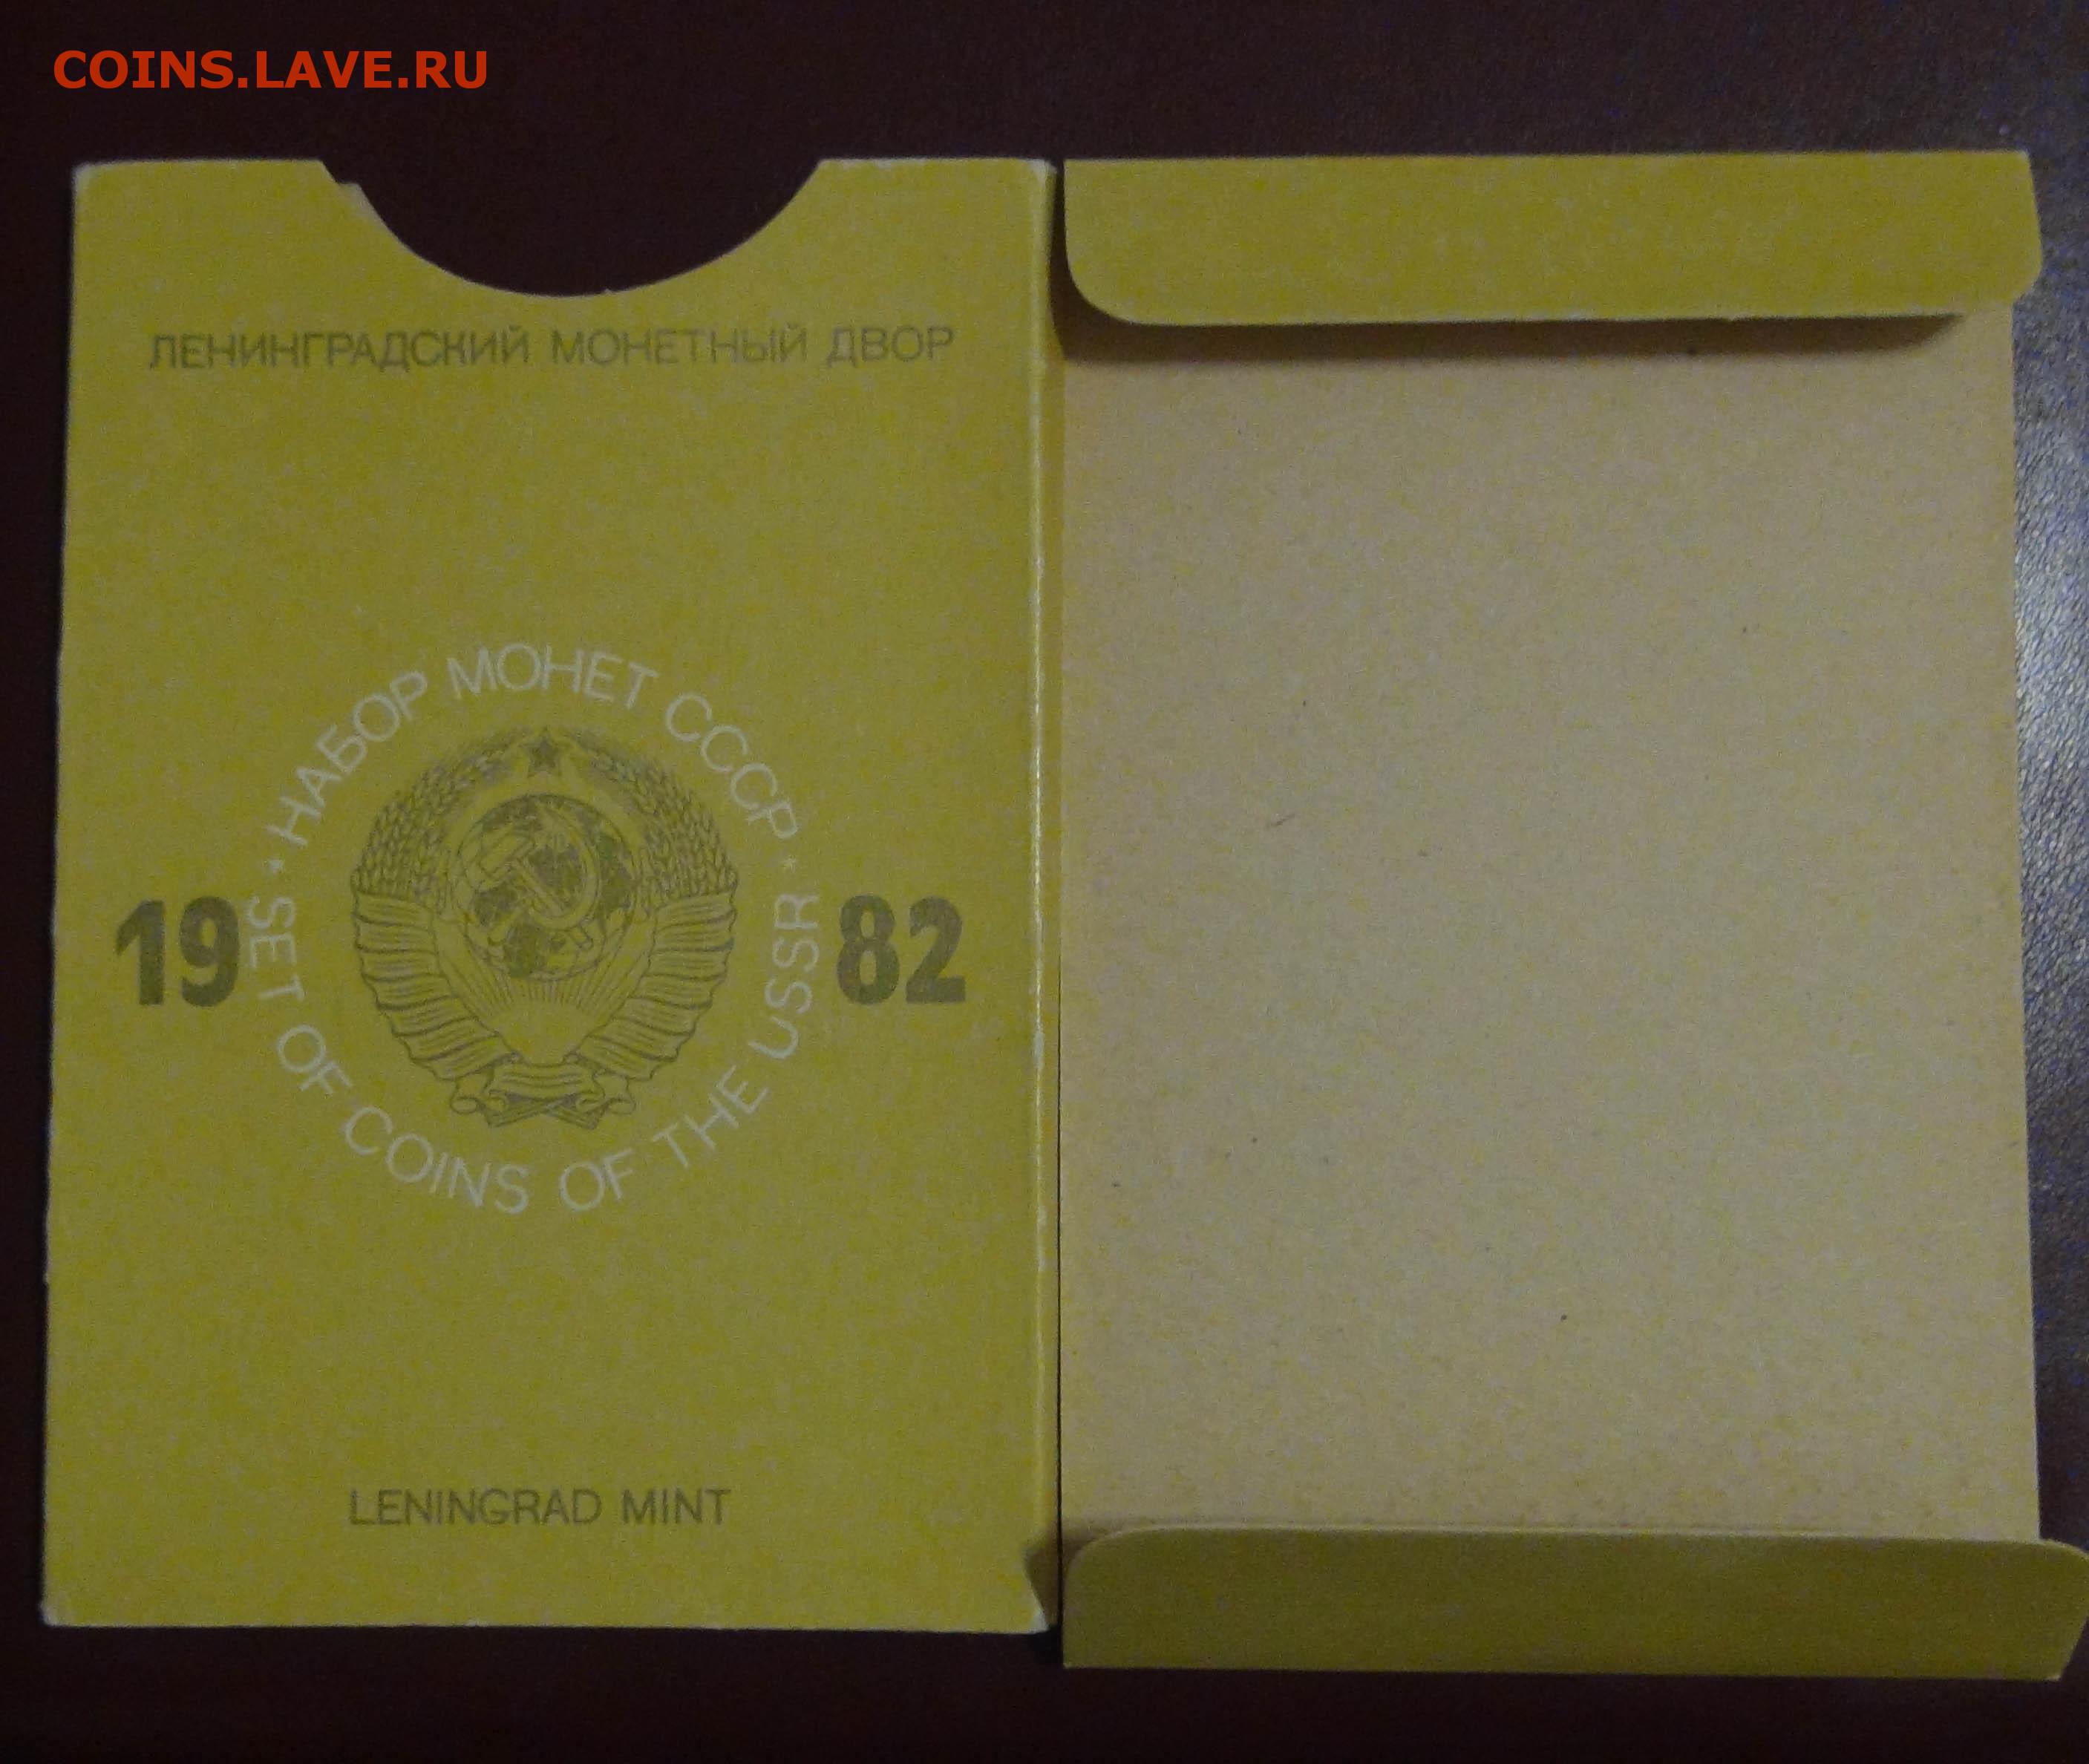 COINS.LAVE.RU
ЛЕНИНГРАДСКИЙ МОНЕТНЫЙ ДВОР
* НАБОР МОНЕТ СССР *
19 82
SET OF COINS OF THE USSR
LENINGRAD MINT